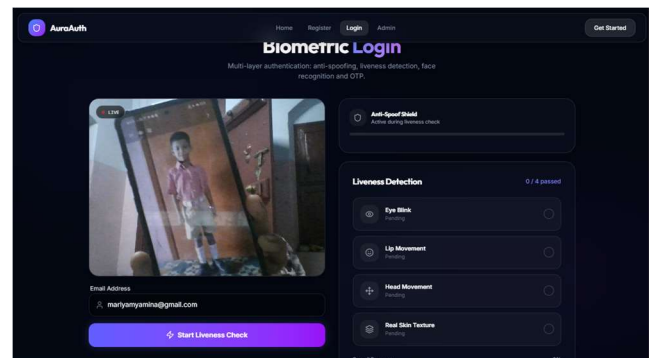 AuraAuth
Home
Register
Login
Admin
Get Started
Biometric Login
Multi-layer authentication: anti-spoofing, liveness detection, face
recognition and OTP.
LIVE
Anti-Spoof Shield
Active during liveness check
Liveness Detection
0 / 4 passed
Eye Blink
Pending
Lip Movement
Pending
Head Movement
Pending
Real Skin Texture
Pending
Email Address
mariyamyamina@gmail.com
Start Liveness Check